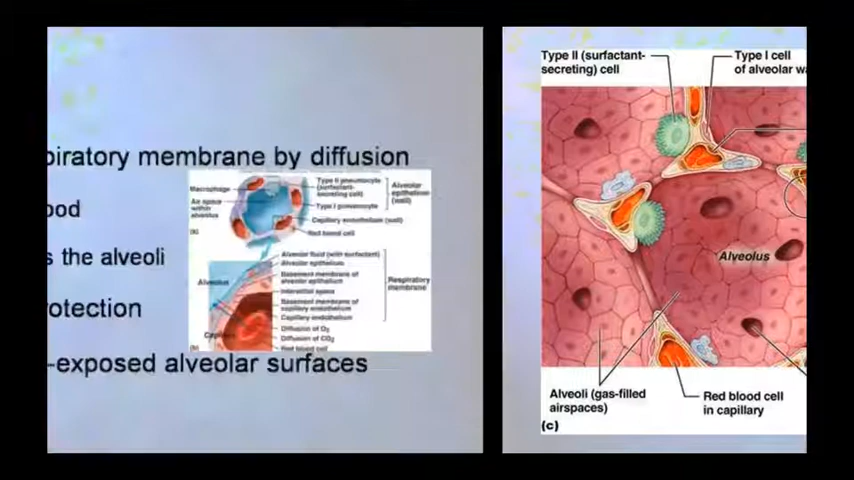 piratory membrane by diffusion
ood
s the alveoli
rotection
-exposed alveolar surfaces
Macrophage
Air space
within
alveolus
Type II pneumocyte
(surfactant-
secreting cell)
Type I pneumocyte
Capillary endothelium (wall)
Red blood cell
Alveolar
epithelium
(wall)
(a)
Alveolar fluid (with surfactant)
Alveolar epithelium
Basement membrane of
alveolar epithelium
Interstitial space
Basement membrane of
capillary endothelium
Capillary endothelium
Diffusion of O2
Diffusion of CO2
Red blood cell
Respiratory
membrane
Alveolus
(b)
Type II (surfactant-
secreting) cell
Type I cell
of alveolar wa
Alveolus
Alveoli (gas-filled
airspaces)
Red blood cell
in capillary
(c)